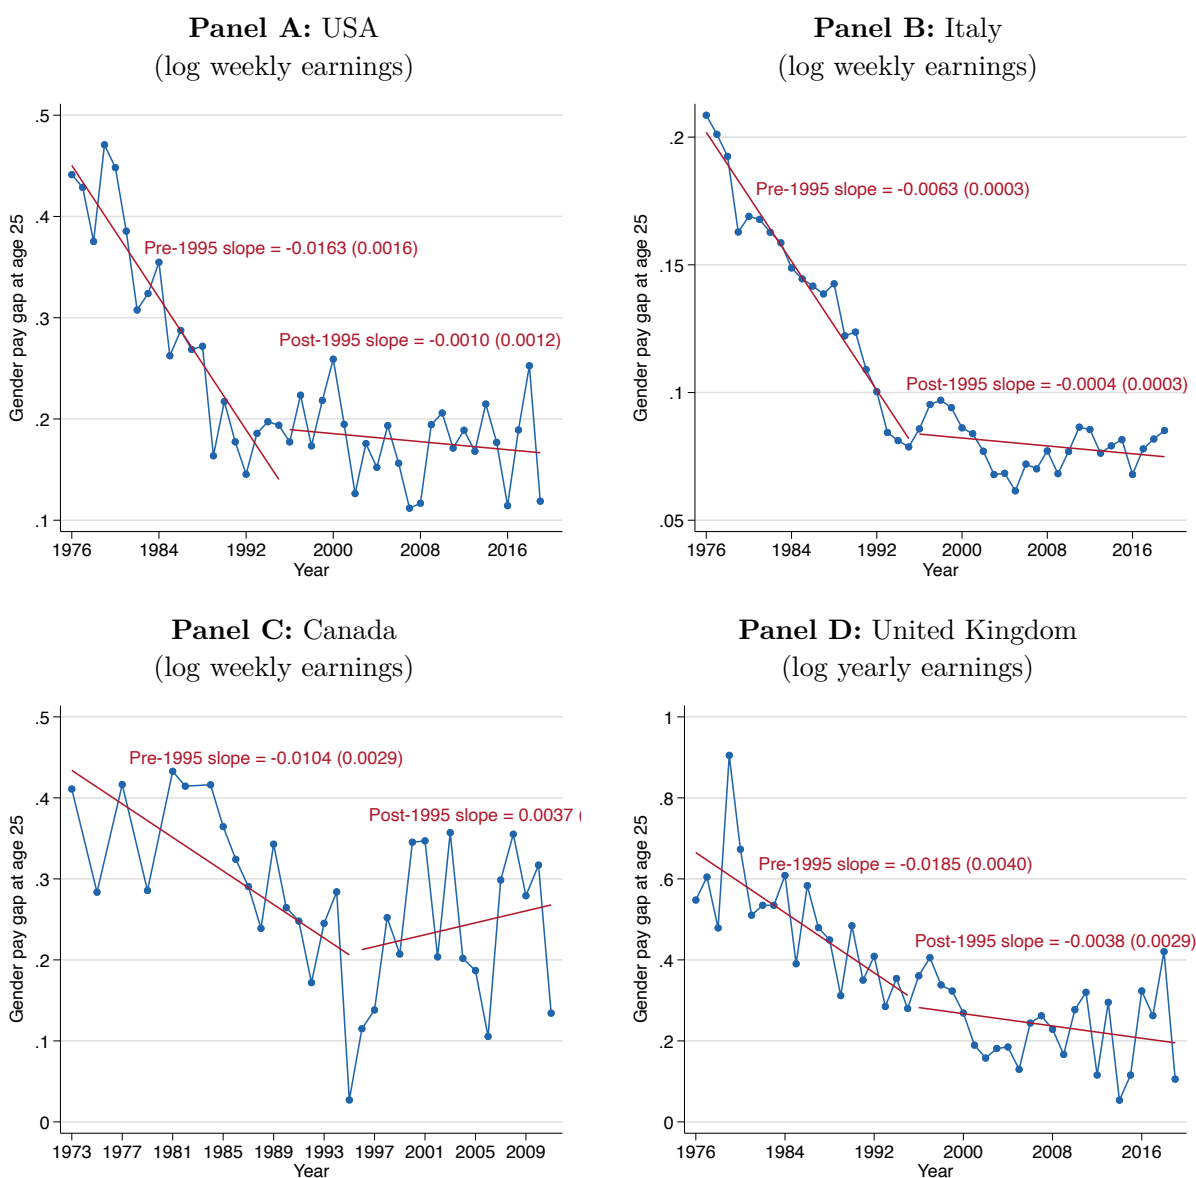 Panel A: USA
(log weekly earnings)
Gender pay gap at age 25
.5
.4
.3
.2
.1
Pre-1995 slope = -0.0163 (0.0016)
Post-1995 slope = -0.0010 (0.0012)
1976 1984 1992 2000 2008 2016
Year
Panel B: Italy
(log weekly earnings)
Gender pay gap at age 25
.2
.15
.1
.05
Pre-1995 slope = -0.0063 (0.0003)
Post-1995 slope = -0.0004 (0.0003)
1976 1984 1992 2000 2008 2016
Year
Panel C: Canada
(log weekly earnings)
Gender pay gap at age 25
.5
.4
.3
.2
.1
0
Pre-1995 slope = -0.0104 (0.0029)
Post-1995 slope = 0.0037 (
1973 1977 1981 1985 1989 1993 1997 2001 2005 2009
Year
Panel D: United Kingdom
(log yearly earnings)
Gender pay gap at age 25
1
.8
.6
.4
.2
0
Pre-1995 slope = -0.0185 (0.0040)
Post-1995 slope = -0.0038 (0.0029)
1976 1984 1992 2000 2008 2016
Year